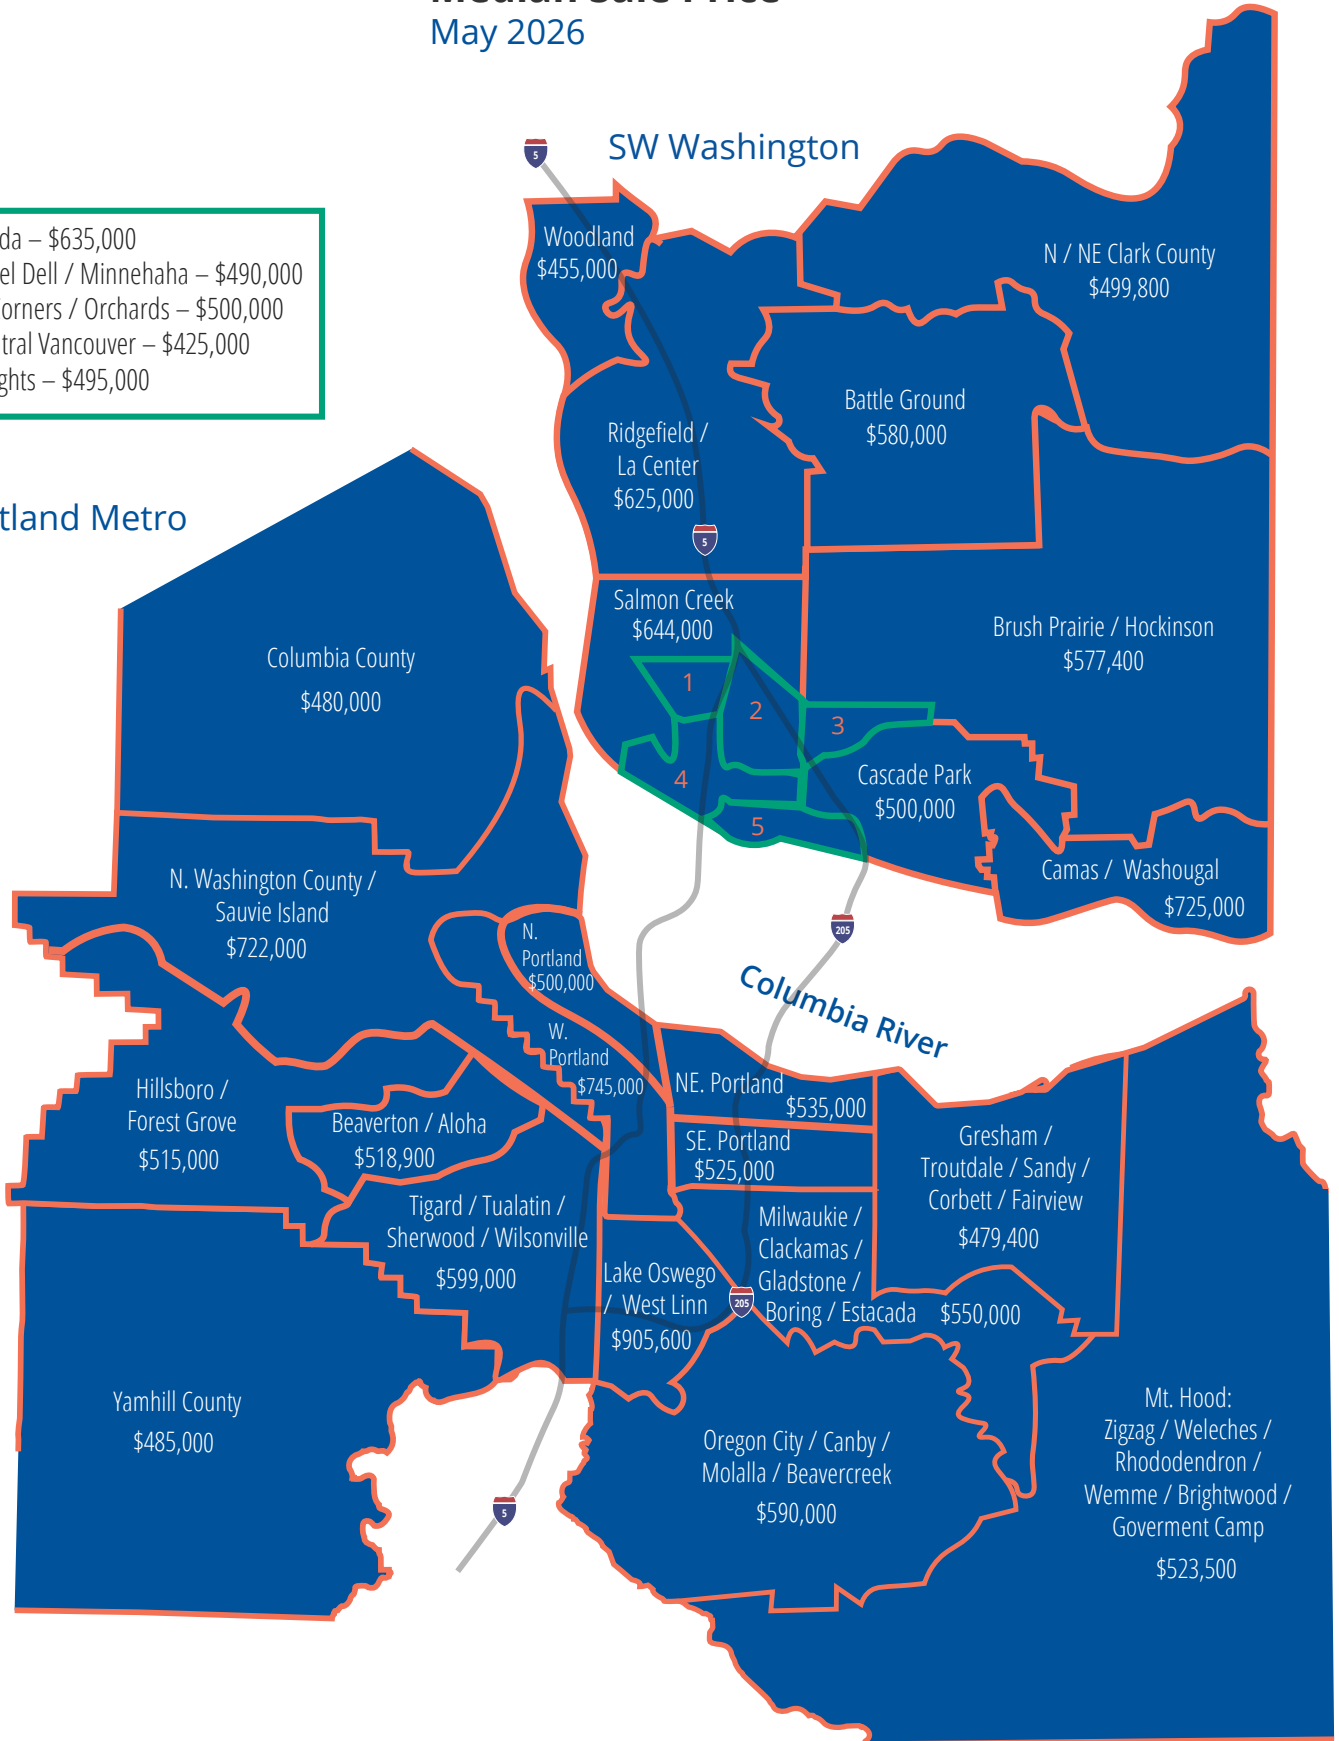 Median Sale Price
May 2026
SW Washington
5
da – $635,000
el Dell / Minnehaha – $490,000
orners / Orchards – $500,000
tral Vancouver – $425,000
ghts – $495,000
Woodland
$455,000
N / NE Clark County
$499,800
Battle Ground
$580,000
Ridgefield /
La Center
$625,000
5
tland Metro
Salmon Creek
$644,000
Brush Prairie / Hockinson
$577,400
Columbia County
$480,000
1
2
3
4
5
Cascade Park
$500,000
Camas / Washougal
$725,000
N. Washington County /
Sauvie Island
$722,000
205
N.
Portland
$500,000
Columbia River
W.
Portland
$745,000
NE. Portland
$535,000
SE. Portland
$525,000
Hillsboro /
Forest Grove
$515,000
Beaverton / Aloha
$518,900
Gresham /
Troutdale / Sandy /
Corbett / Fairview
$479,400
Tigard / Tualatin /
Sherwood / Wilsonville
$599,000
Milwaukie /
Clackamas /
Gladstone /
Boring / Estacada $550,000
Lake Oswego
/ West Linn
$905,600
205
Yamhill County
$485,000
Oregon City / Canby /
Molalla / Beavercreek
$590,000
Mt. Hood:
Zigzag / Weleches /
Rhododendron /
Wemme / Brightwood /
Goverment Camp
$523,500
5